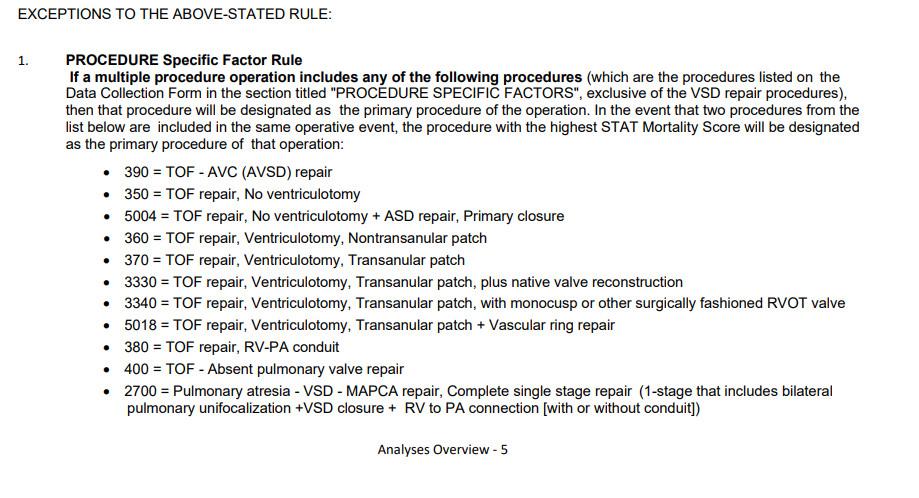 EXCEPTIONS TO THE ABOVE-STATED RULE:
1. PROCEDURE Specific Factor Rule
If a multiple procedure operation includes any of the following procedures (which are the procedures listed on the
Data Collection Form in the section titled "PROCEDURE SPECIFIC FACTORS", exclusive of the VSD repair procedures),
then that procedure will be designated as the primary procedure of the operation. In the event that two procedures from the
list below are included in the same operative event, the procedure with the highest STAT Mortality Score will be designated
as the primary procedure of that operation:
• 390 = TOF - AVC (AVSD) repair
• 350 = TOF repair, No ventriculotomy
• 5004 = TOF repair, No ventriculotomy + ASD repair, Primary closure
• 360 = TOF repair, Ventriculotomy, Nontransanular patch
• 370 = TOF repair, Ventriculotomy, Transanular patch
• 3330 = TOF repair, Ventriculotomy, Transanular patch, plus native valve reconstruction
• 3340 = TOF repair, Ventriculotomy, Transanular patch, with monocusp or other surgically fashioned RVOT valve
• 5018 = TOF repair, Ventriculotomy, Transanular patch + Vascular ring repair
• 380 = TOF repair, RV-PA conduit
• 400 = TOF - Absent pulmonary valve repair
• 2700 = Pulmonary atresia - VSD - MAPCA repair, Complete single stage repair (1-stage that includes bilateral
pulmonary unifocalization +VSD closure + RV to PA connection [with or without conduit])
Analyses Overview - 5